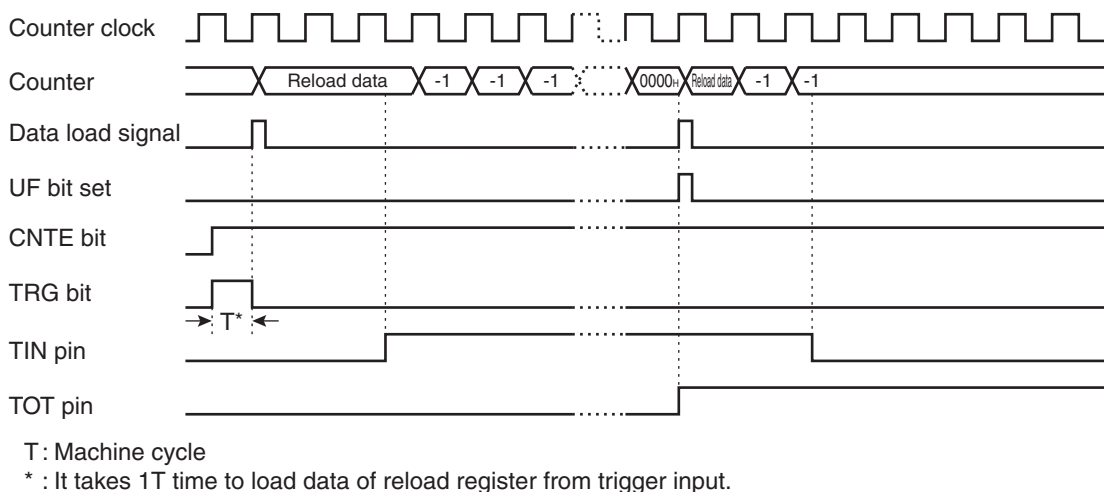 Counter clock
Counter Reload data -1 -1 -1 0000H Reload data -1 -1
Data load signal
UF bit set
CNTE bit
TRG bit
T*
TIN pin
TOT pin
T : Machine cycle
* : It takes 1T time to load data of reload register from trigger input.